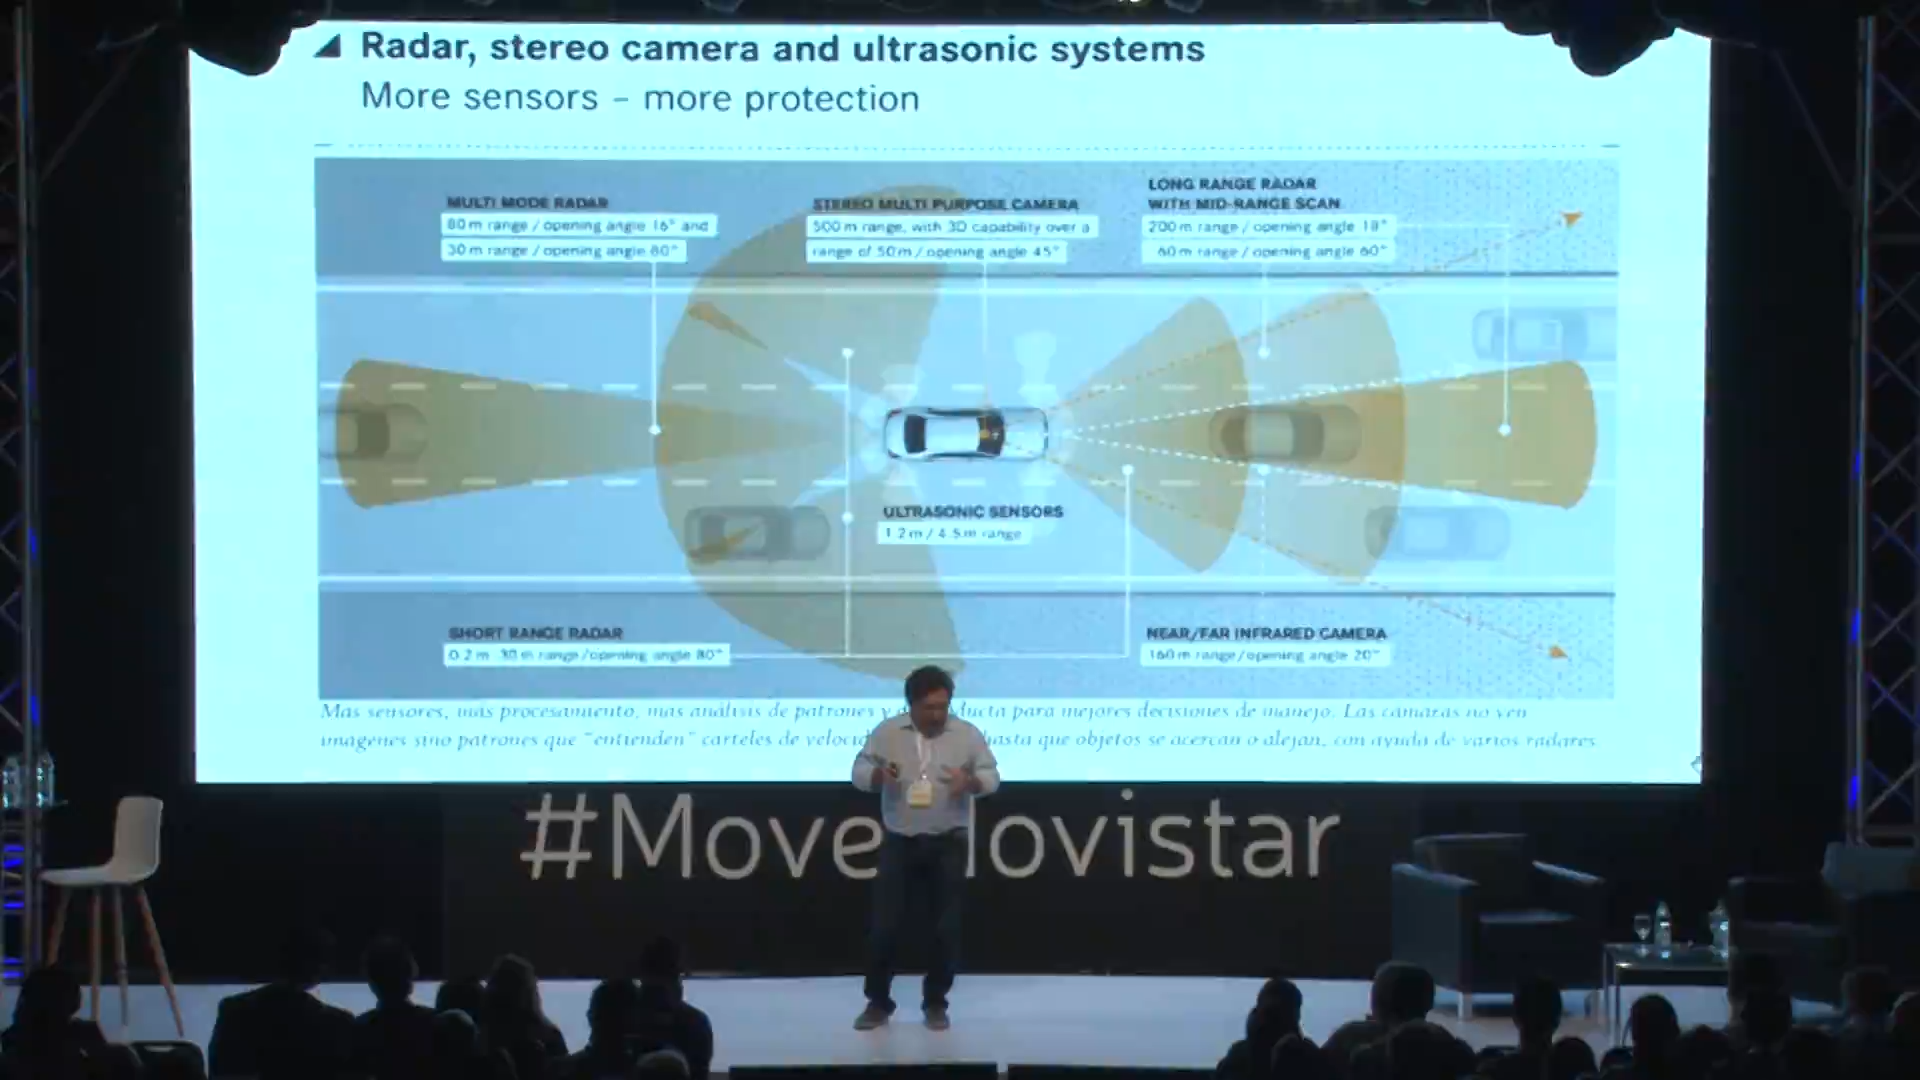 Radar, stereo camera and ultrasonic systems
More sensors – more protection
MULTI MODE RADAR
80 m range / opening angle 16° and
30 m range / opening angle 80°
STEREO MULTI PURPOSE CAMERA
500 m range, with 3D capability over a
range of 50 m / opening angle 45°
LONG RANGE RADAR
WITH MID-RANGE SCAN
200 m range / opening angle 18°
60 m range / opening angle 60°
ULTRASONIC SENSORS
1.2 m / 4.5 m range
SHORT RANGE RADAR
0.2 m 30 m range / opening angle 80°
NEAR/FAR INFRARED CAMERA
160 m range / opening angle 20°
Mas sensores, más procesamiento, mas análisis de patrones y ducta para mejores decisiones de manejo. Las cámaras no ven
imágenes sino patrones que "entienden" carteles de velocid hasta que objetos se acercan o alejan, con ayuda de varios radares
#Move ovistar